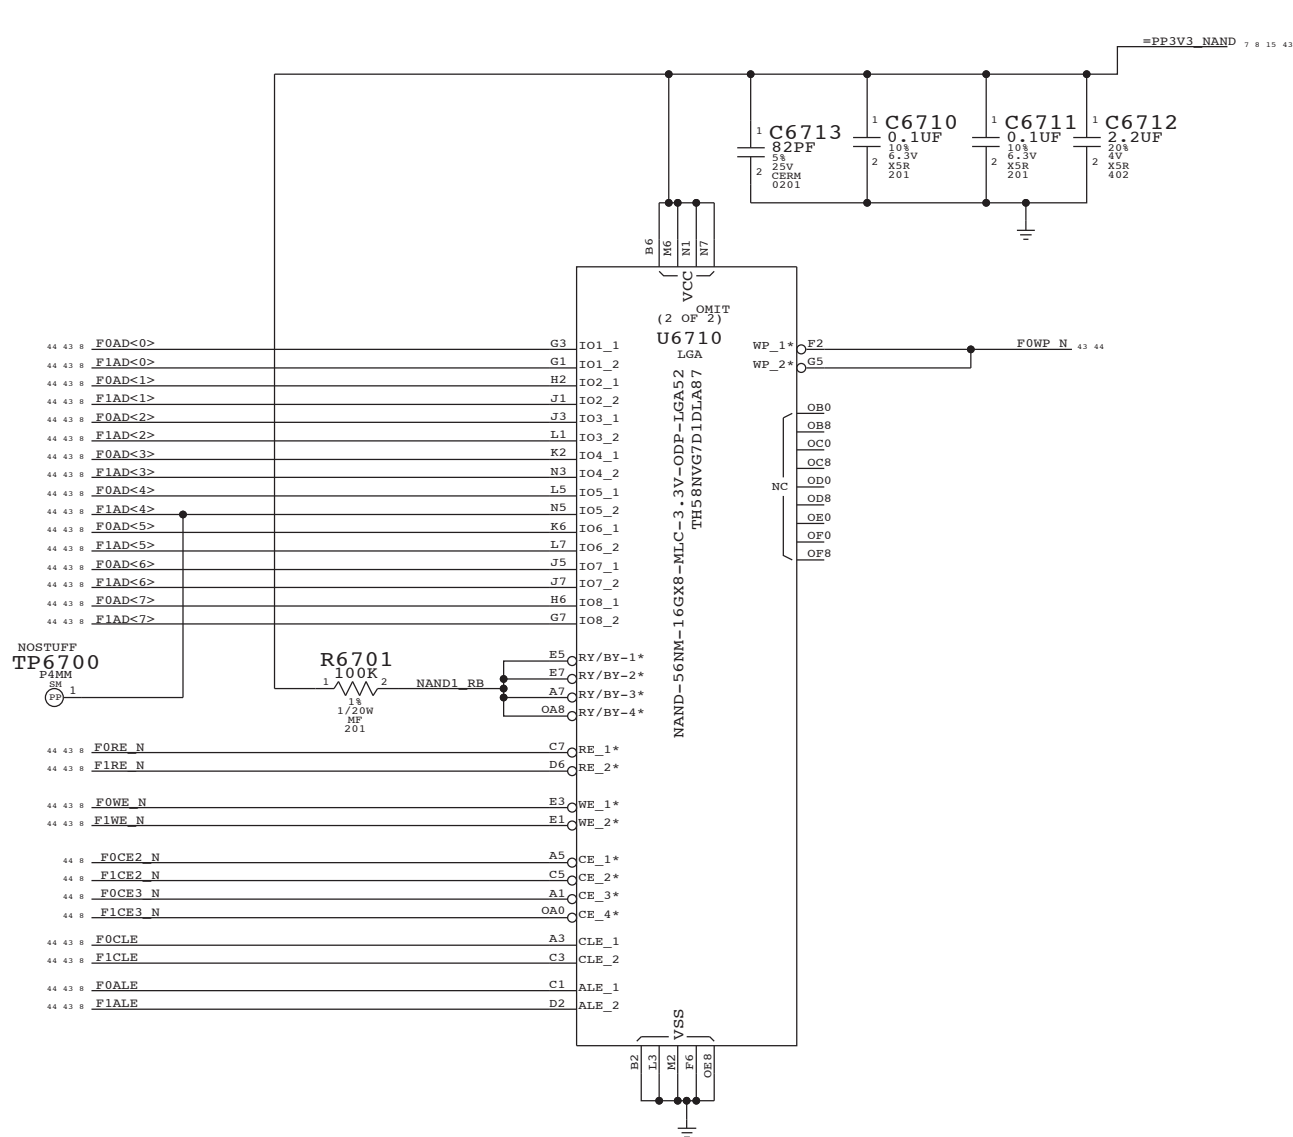 =PP3V3_NAND 7 8 15 43
1 C6713
82PF
5%
25V
2 CERM
0201
1 C6710
0.1UF
10%
2 6.3V
X5R
201
1 C6711
0.1UF
10%
2 6.3V
X5R
201
1 C6712
2.2UF
20%
2 4V
X5R
402
B6 M6 N1 N7
VCC
OMIT
(2 OF 2)
U6710
LGA
NAND-56NM-16GX8-MLC-3.3V-ODP-LGA52
TH58NVG7D1DLA87
44 43 8 F0AD<0> G3 IO1_1
44 43 8 F1AD<0> G1 IO1_2
44 43 8 F0AD<1> H2 IO2_1
44 43 8 F1AD<1> J1 IO2_2
44 43 8 F0AD<2> J3 IO3_1
44 43 8 F1AD<2> L1 IO3_2
44 43 8 F0AD<3> K2 IO4_1
44 43 8 F1AD<3> N3 IO4_2
44 43 8 F0AD<4> L5 IO5_1
44 43 8 F1AD<4> N5 IO5_2
44 43 8 F0AD<5> K6 IO6_1
44 43 8 F1AD<5> L7 IO6_2
44 43 8 F0AD<6> J5 IO7_1
44 43 8 F1AD<6> J7 IO7_2
44 43 8 F0AD<7> H6 IO8_1
44 43 8 F1AD<7> G7 IO8_2
WP_1* F2 F0WP_N 43 44
WP_2* G5
NC
OB0
OB8
OC0
OC8
OD0
OD8
OE0
OF0
OF8
NOSTUFF
TP6700
P4MM
SM
PP 1
R6701
1 100K 2
1%
1/20W
MF
201
NAND1_RB
E5 RY/BY-1*
E7 RY/BY-2*
A7 RY/BY-3*
OA8 RY/BY-4*
44 43 8 F0RE_N C7 RE_1*
44 43 8 F1RE_N D6 RE_2*
44 43 8 F0WE_N E3 WE_1*
44 43 8 F1WE_N E1 WE_2*
44 8 F0CE2_N A5 CE_1*
44 8 F1CE2_N C5 CE_2*
44 8 F0CE3_N A1 CE_3*
44 8 F1CE3_N OA0 CE_4*
44 43 8 F0CLE A3 CLE_1
44 43 8 F1CLE C3 CLE_2
44 43 8 F0ALE C1 ALE_1
44 43 8 F1ALE D2 ALE_2
VSS
B2 L3 M2 F6 OE8